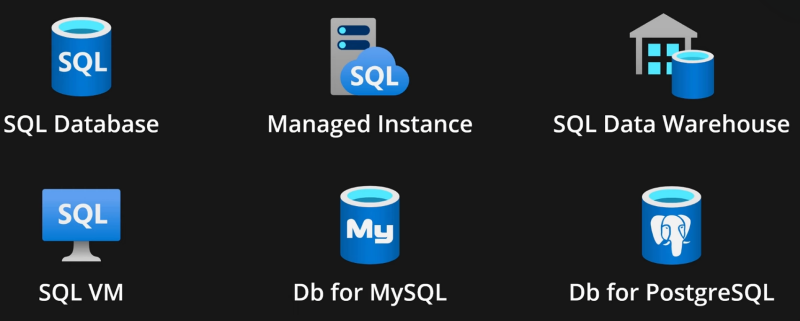 SQL
SQL
SQL Database
Managed Instance
SQL Data Warehouse
SQL
My
SQL VM
Db for MySQL
Db for PostgreSQL